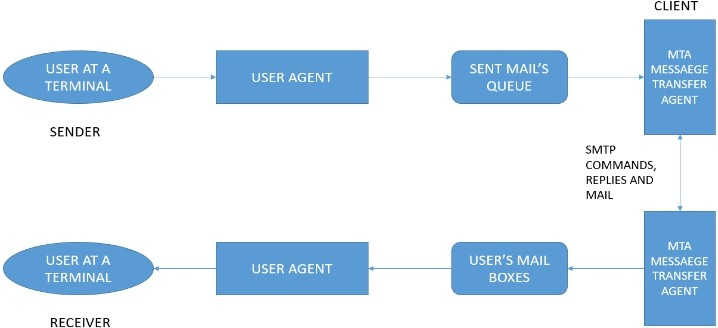 CLIENT
USER AT A
TERMINAL
USER AGENT
SENT MAIL'S
QUEUE
MTA
MESSAEGE
TRANSFER
AGENT
SENDER
SMTP
COMMANDS,
REPLIES AND
MAIL
USER AT A
TERMINAL
USER AGENT
USER'S MAIL
BOXES
MTA
MESSAEGE
TRANSFER
AGENT
RECEIVER